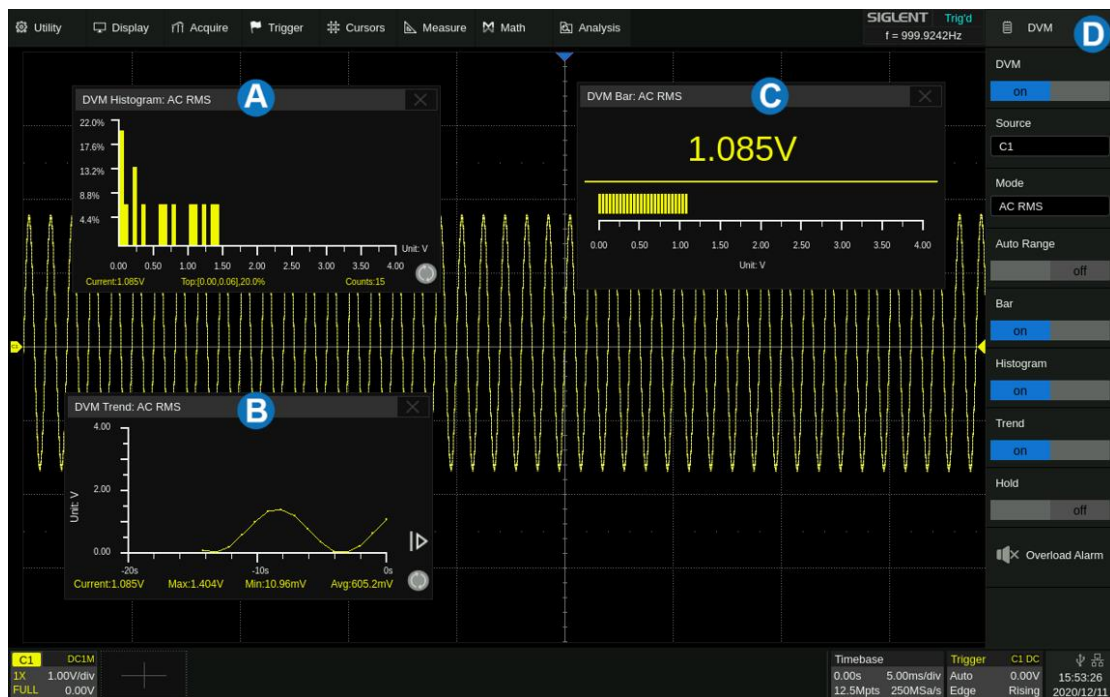 Utility Display Acquire Trigger Cursors Measure Math Analysis
SIGLENT Trig'd
f = 999.9242Hz
DVM
D
DVM
on
Source
C1
Mode
AC RMS
Auto Range
off
Bar
on
Histogram
on
Trend
on
Hold
off
Overload Alarm
DVM Histogram: AC RMS
A
22.0%
17.6%
13.2%
8.8%
4.4%
Unit: V
0.00 0.50 1.00 1.50 2.00 2.50 3.00 3.50 4.00
Current:1.085V Top:[0.00,0.06],20.0% Counts:15
DVM Bar: AC RMS
C
1.085V
0.00 0.50 1.00 1.50 2.00 2.50 3.00 3.50 4.00
Unit: V
DVM Trend: AC RMS
B
4.00
2.00
0.00
Unit: V
-20s -10s 0s
Current:1.085V Max:1.404V Min:10.96mV Avg:605.2mV
C1 DC1M
1X 1.00V/div
FULL 0.00V
Timebase
0.00s 5.00ms/div
12.5Mpts 250MSa/s
Trigger C1 DC
Auto 0.00V
Edge Rising
15:53:26
2020/12/11